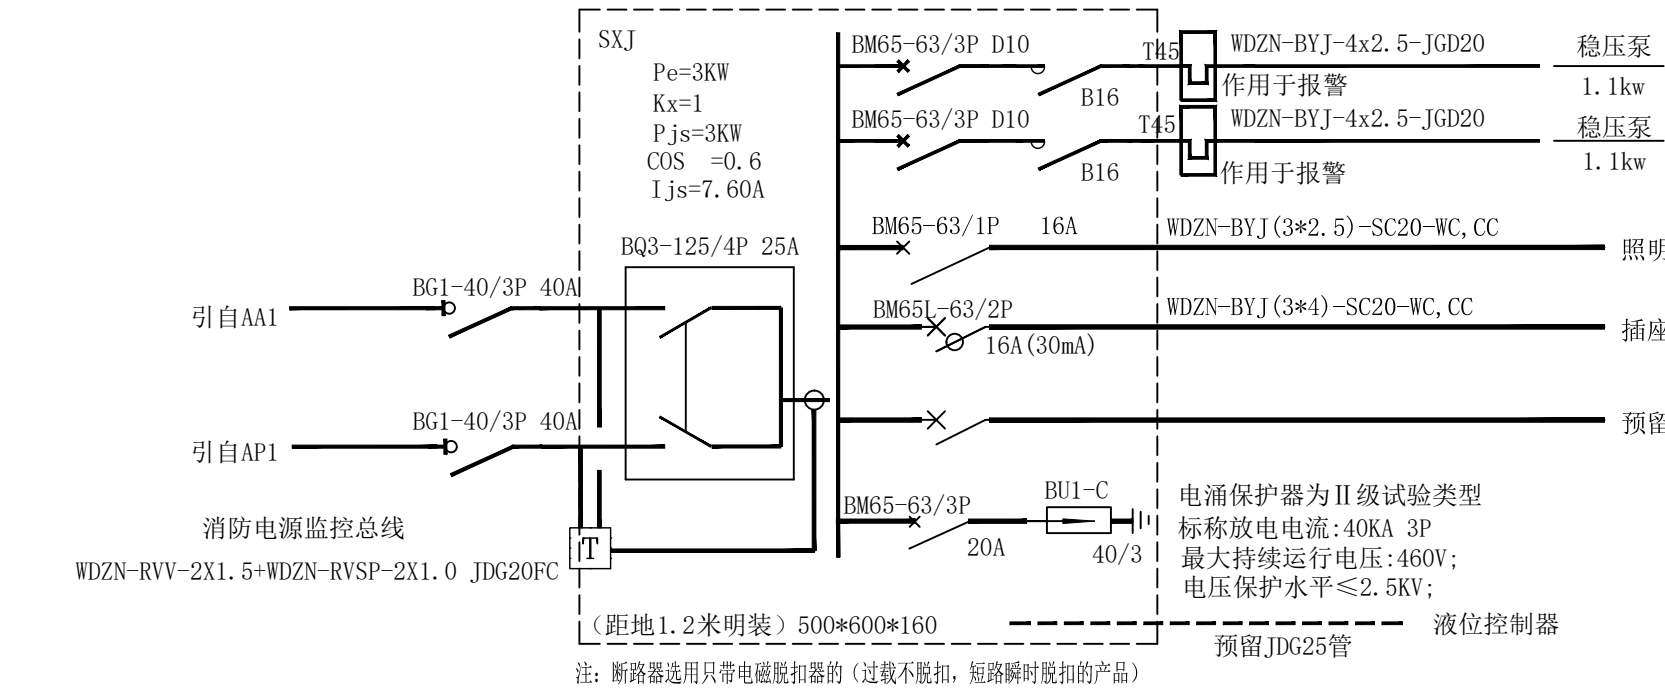 SXJ
Pe=3KW
Kx=1
Pjs=3KW
COS =0.6
Ijs=7.60A
BQ3-125/4P 25A
BG1-40/3P 40A
引自AA1
BG1-40/3P 40A
引自AP1
消防电源监控总线
WDZN-RVV-2X1.5+WDZN-RVSP-2X1.0 JDG20FC
T
BM65-63/3P D10
B16
T45
WDZN-BYJ-4x2.5-JGD20
作用于报警
稳压泵
1.1kw
BM65-63/3P D10
B16
T45
WDZN-BYJ-4x2.5-JGD20
作用于报警
稳压泵
1.1kw
BM65-63/1P 16A
WDZN-BYJ(3*2.5)-SC20-WC,CC
照明
BM65L-63/2P
16A(30mA)
WDZN-BYJ(3*4)-SC20-WC,CC
插座
预留
BM65-63/3P
20A
BU1-C
40/3
电涌保护器为Ⅱ级试验类型
标称放电电流:40KA 3P
最大持续运行电压:460V;
电压保护水平≤2.5KV;
（距地1.2米明装）500*600*160
液位控制器
预留JDG25管
注：断路器选用只带电磁脱扣器的（过载不脱扣，短路瞬时脱扣的产品）